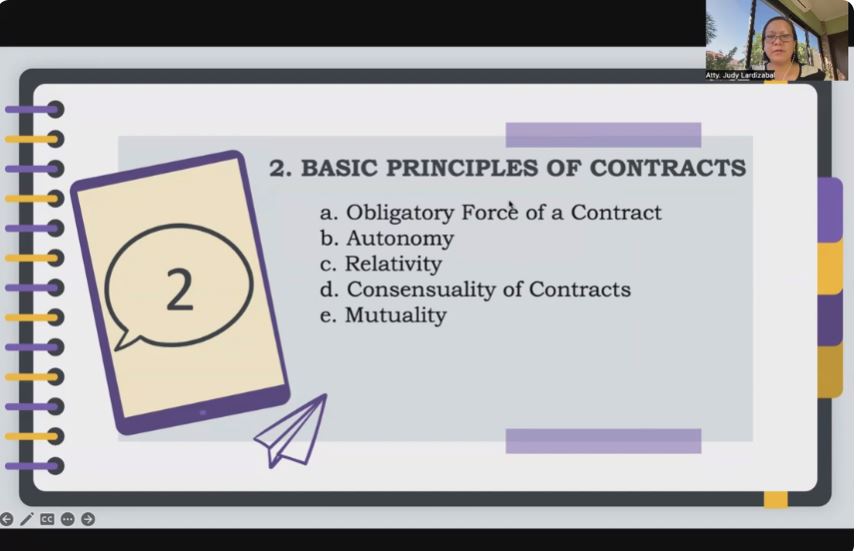 Atty. Judy Lardizabal
2. BASIC PRINCIPLES OF CONTRACTS
a. Obligatory Force of a Contract
b. Autonomy
c. Relativity
d. Consensuality of Contracts
e. Mutuality
2
CC